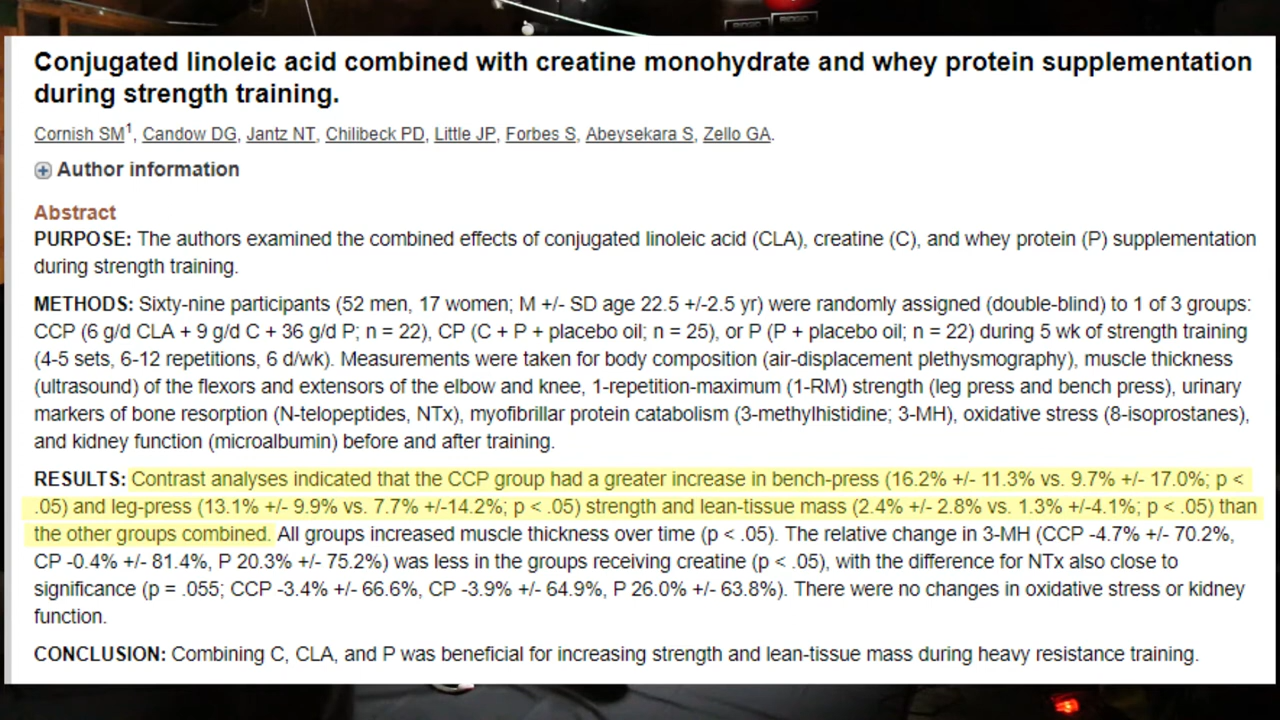 RIDGID RIDGID
Conjugated linoleic acid combined with creatine monohydrate and whey protein supplementation
during strength training.
Cornish SM1, Candow DG, Jantz NT, Chilibeck PD, Little JP, Forbes S, Abeysekara S, Zello GA.
Author information
Abstract
PURPOSE: The authors examined the combined effects of conjugated linoleic acid (CLA), creatine (C), and whey protein (P) supplementation
during strength training.
METHODS: Sixty-nine participants (52 men, 17 women; M +/- SD age 22.5 +/-2.5 yr) were randomly assigned (double-blind) to 1 of 3 groups:
CCP (6 g/d CLA + 9 g/d C + 36 g/d P; n = 22), CP (C + P + placebo oil; n = 25), or P (P + placebo oil; n = 22) during 5 wk of strength training
(4-5 sets, 6-12 repetitions, 6 d/wk). Measurements were taken for body composition (air-displacement plethysmography), muscle thickness
(ultrasound) of the flexors and extensors of the elbow and knee, 1-repetition-maximum (1-RM) strength (leg press and bench press), urinary
markers of bone resorption (N-telopeptides, NTx), myofibrillar protein catabolism (3-methylhistidine; 3-MH), oxidative stress (8-isoprostanes),
and kidney function (microalbumin) before and after training.
RESULTS: Contrast analyses indicated that the CCP group had a greater increase in bench-press (16.2% +/- 11.3% vs. 9.7% +/- 17.0%; p <
.05) and leg-press (13.1% +/- 9.9% vs. 7.7% +/-14.2%; p < .05) strength and lean-tissue mass (2.4% +/- 2.8% vs. 1.3% +/-4.1%; p < .05) than
the other groups combined. All groups increased muscle thickness over time (p < .05). The relative change in 3-MH (CCP -4.7% +/- 70.2%,
CP -0.4% +/- 81.4%, P 20.3% +/- 75.2%) was less in the groups receiving creatine (p < .05), with the difference for NTx also close to
significance (p = .055; CCP -3.4% +/- 66.6%, CP -3.9% +/- 64.9%, P 26.0% +/- 63.8%). There were no changes in oxidative stress or kidney
function.
CONCLUSION: Combining C, CLA, and P was beneficial for increasing strength and lean-tissue mass during heavy resistance training.